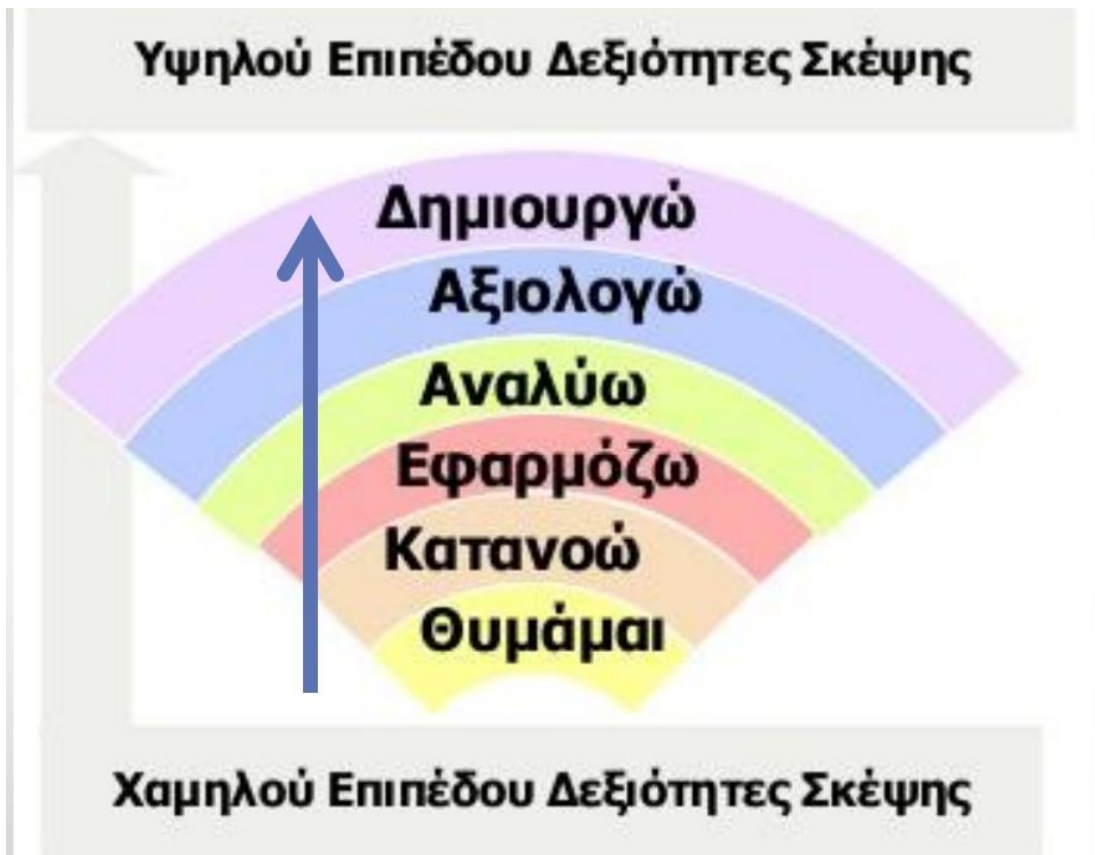 Υψηλού Επιπέδου Δεξιότητες Σκέψης
Δημιουργώ
Αξιολογώ
Αναλύω
Εφαρμόζω
Κατανοώ
Θυμάμαι
Χαμηλού Επιπέδου Δεξιότητες Σκέψης